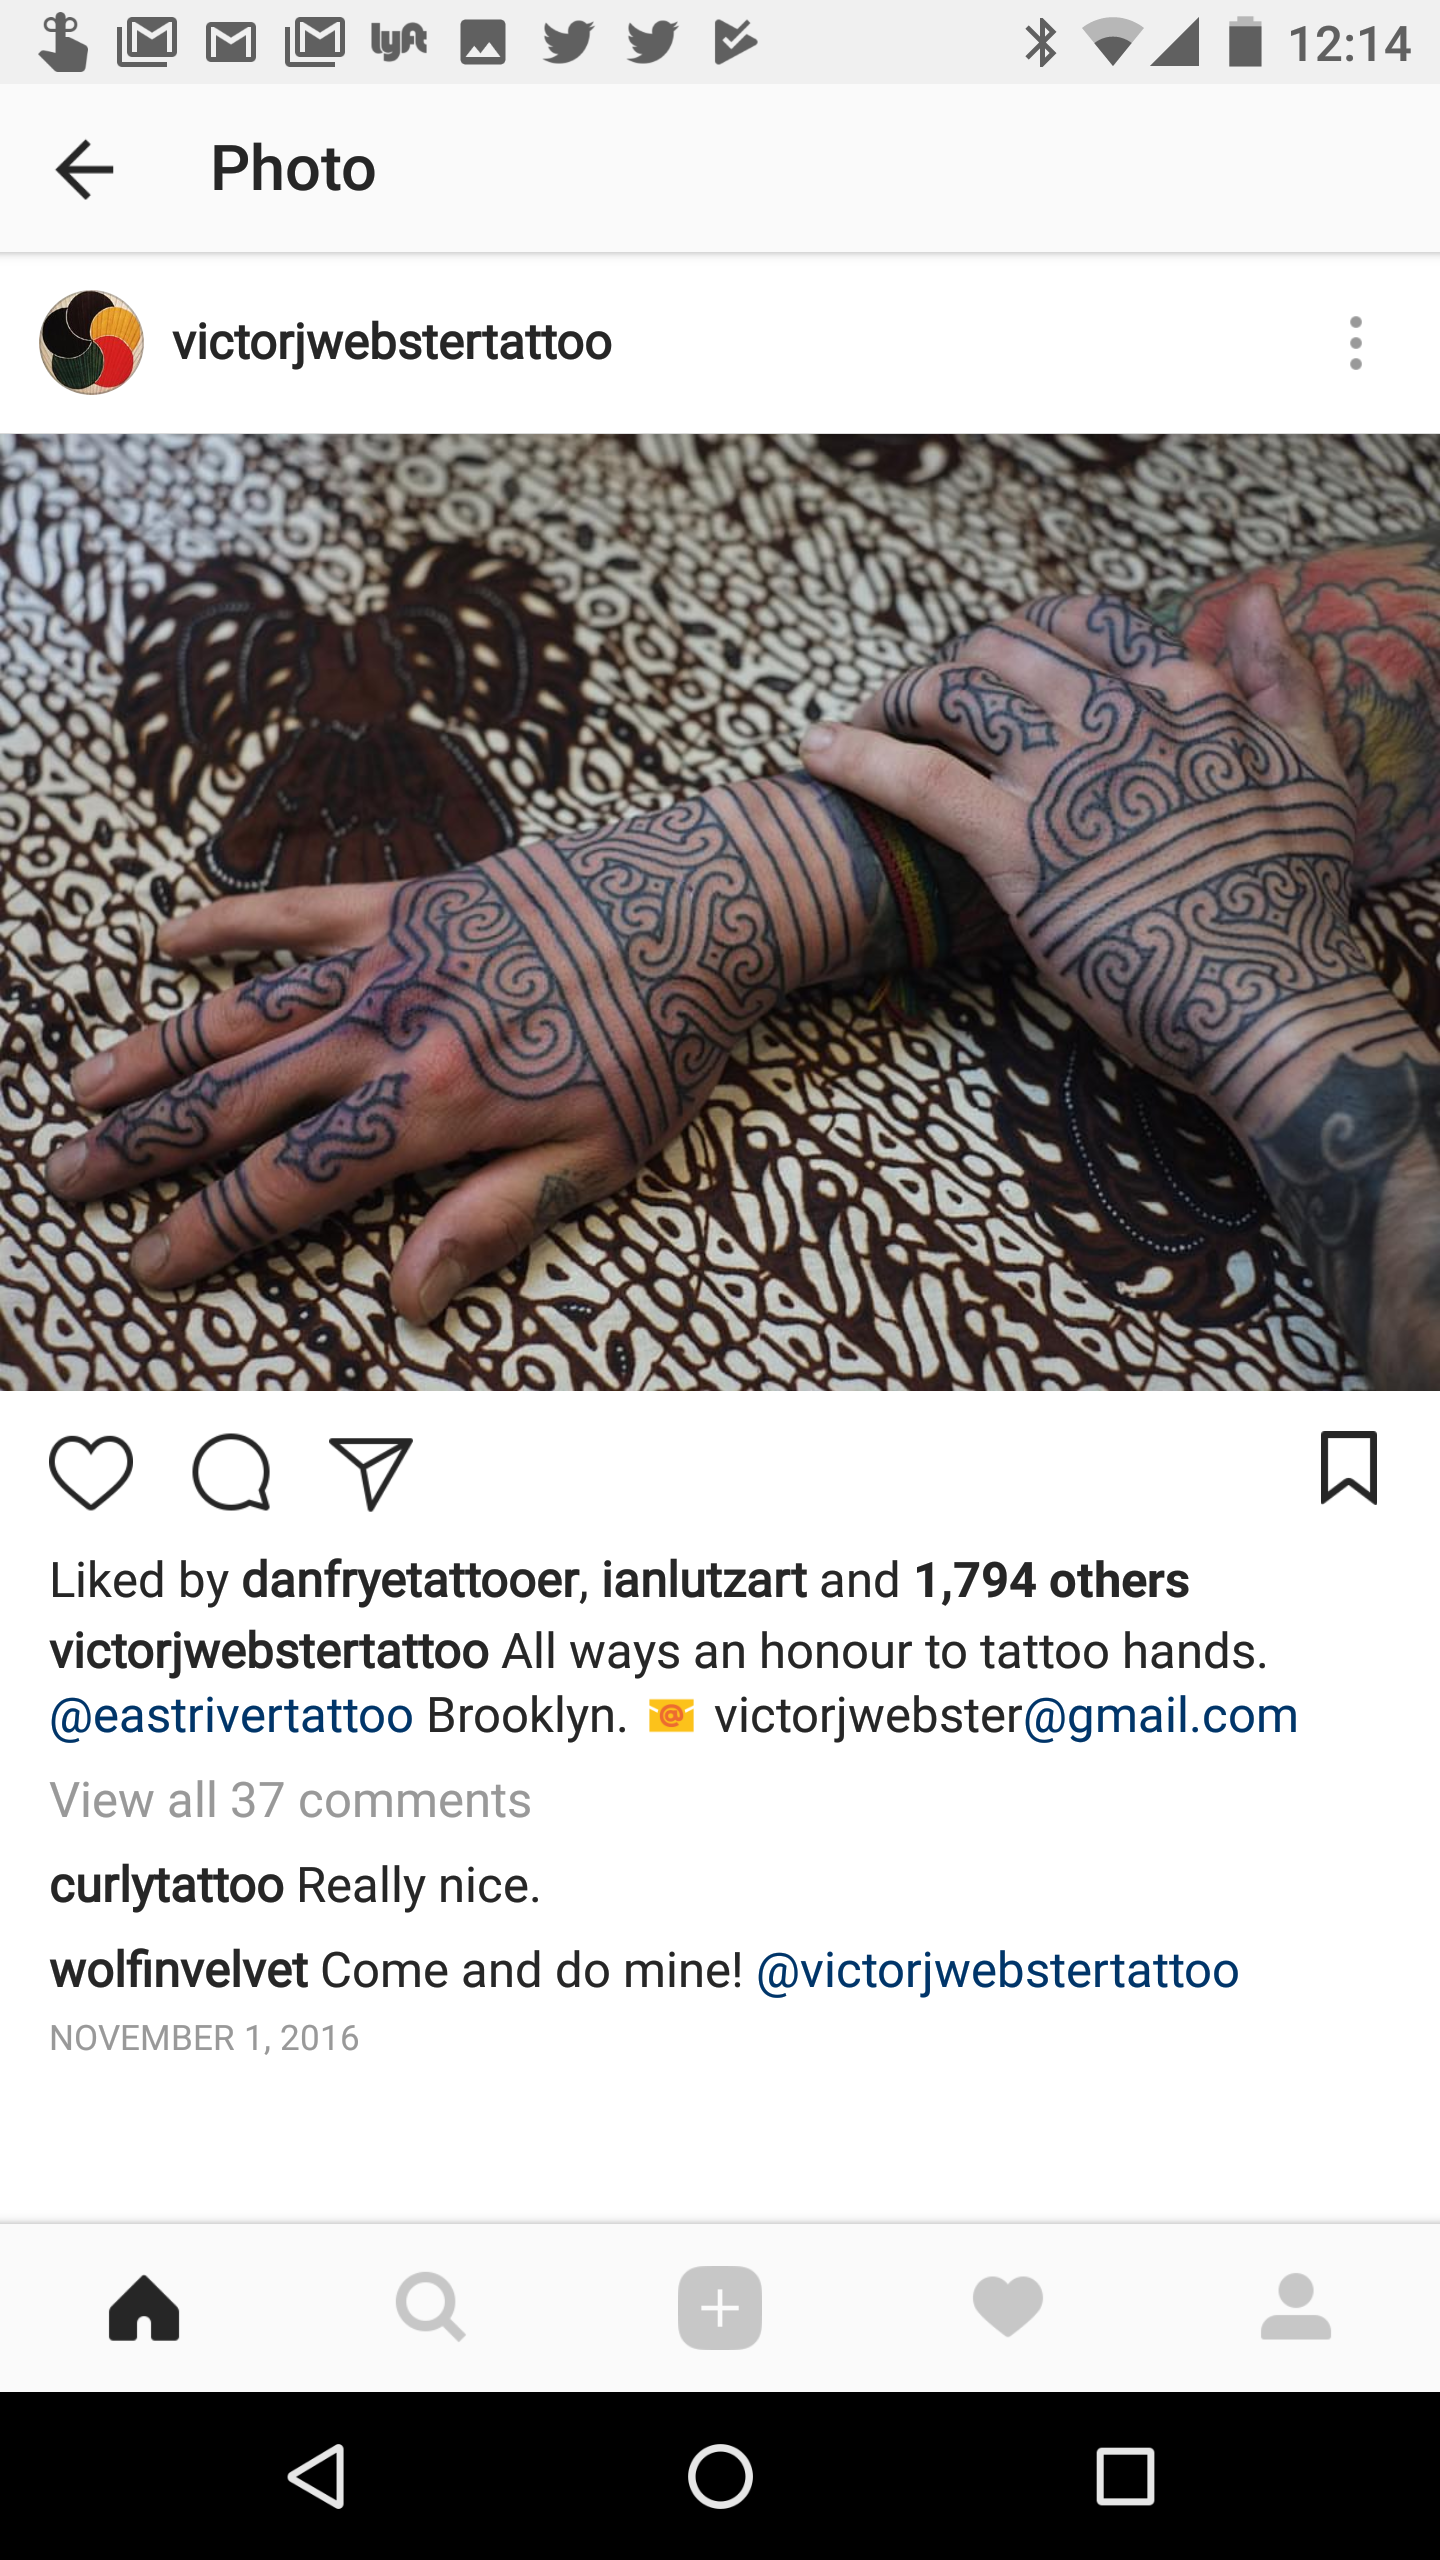 lyft
12:14
Photo
victorjwebstertattoo
Liked by danfryetattooer, ianlutzart and 1,794 others
victorjwebstertattoo All ways an honour to tattoo hands.
@eastrivertattoo Brooklyn. 📧 victorjwebster@gmail.com
View all 37 comments
curlytattoo Really nice.
wolfinvelvet Come and do mine! @victorjwebstertattoo
NOVEMBER 1, 2016